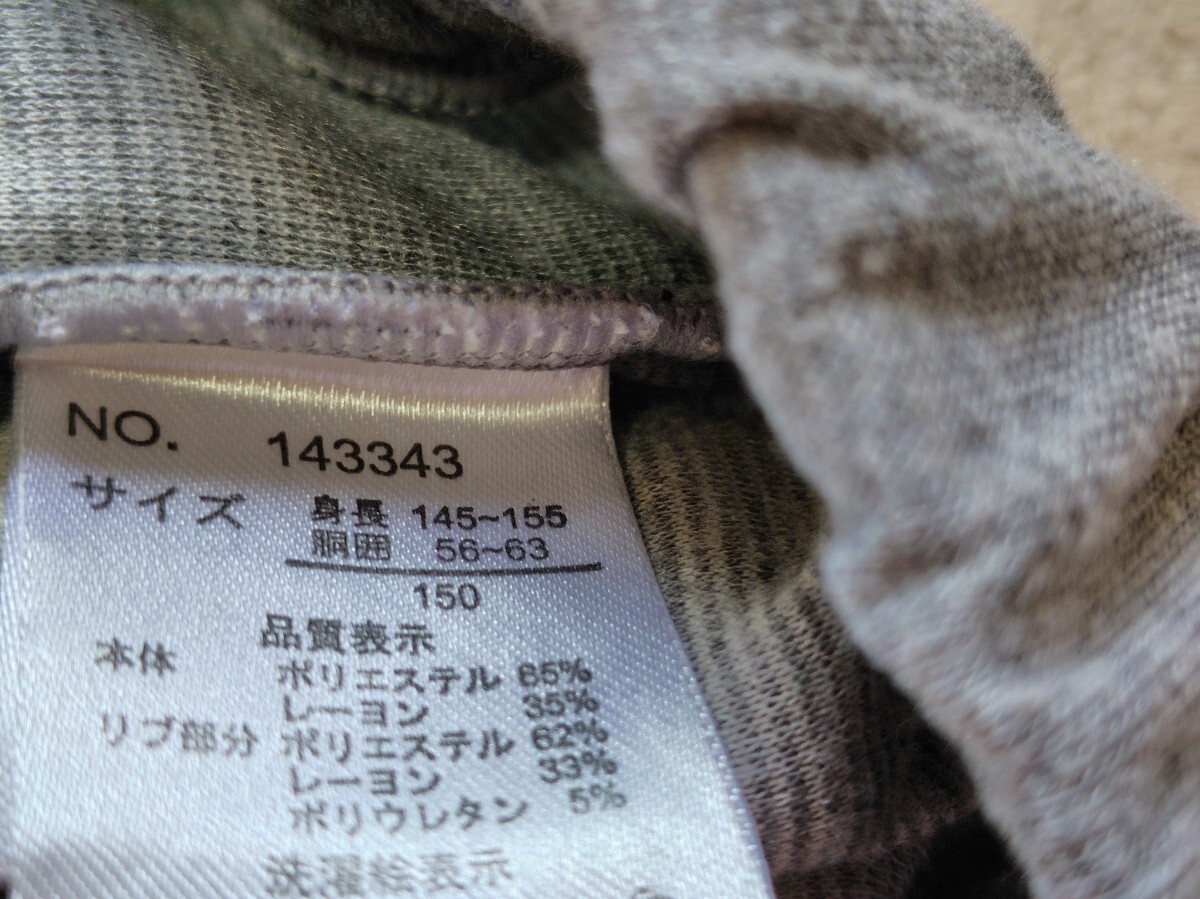 NO. 143343
サイズ 身長 145~155
胴囲 56~63
150
品質表示
本体 ポリエステル 65%
レーヨン 35%
リブ部分 ポリエステル 62%
レーヨン 33%
ポリウレタン 5%
洗濯絵表示